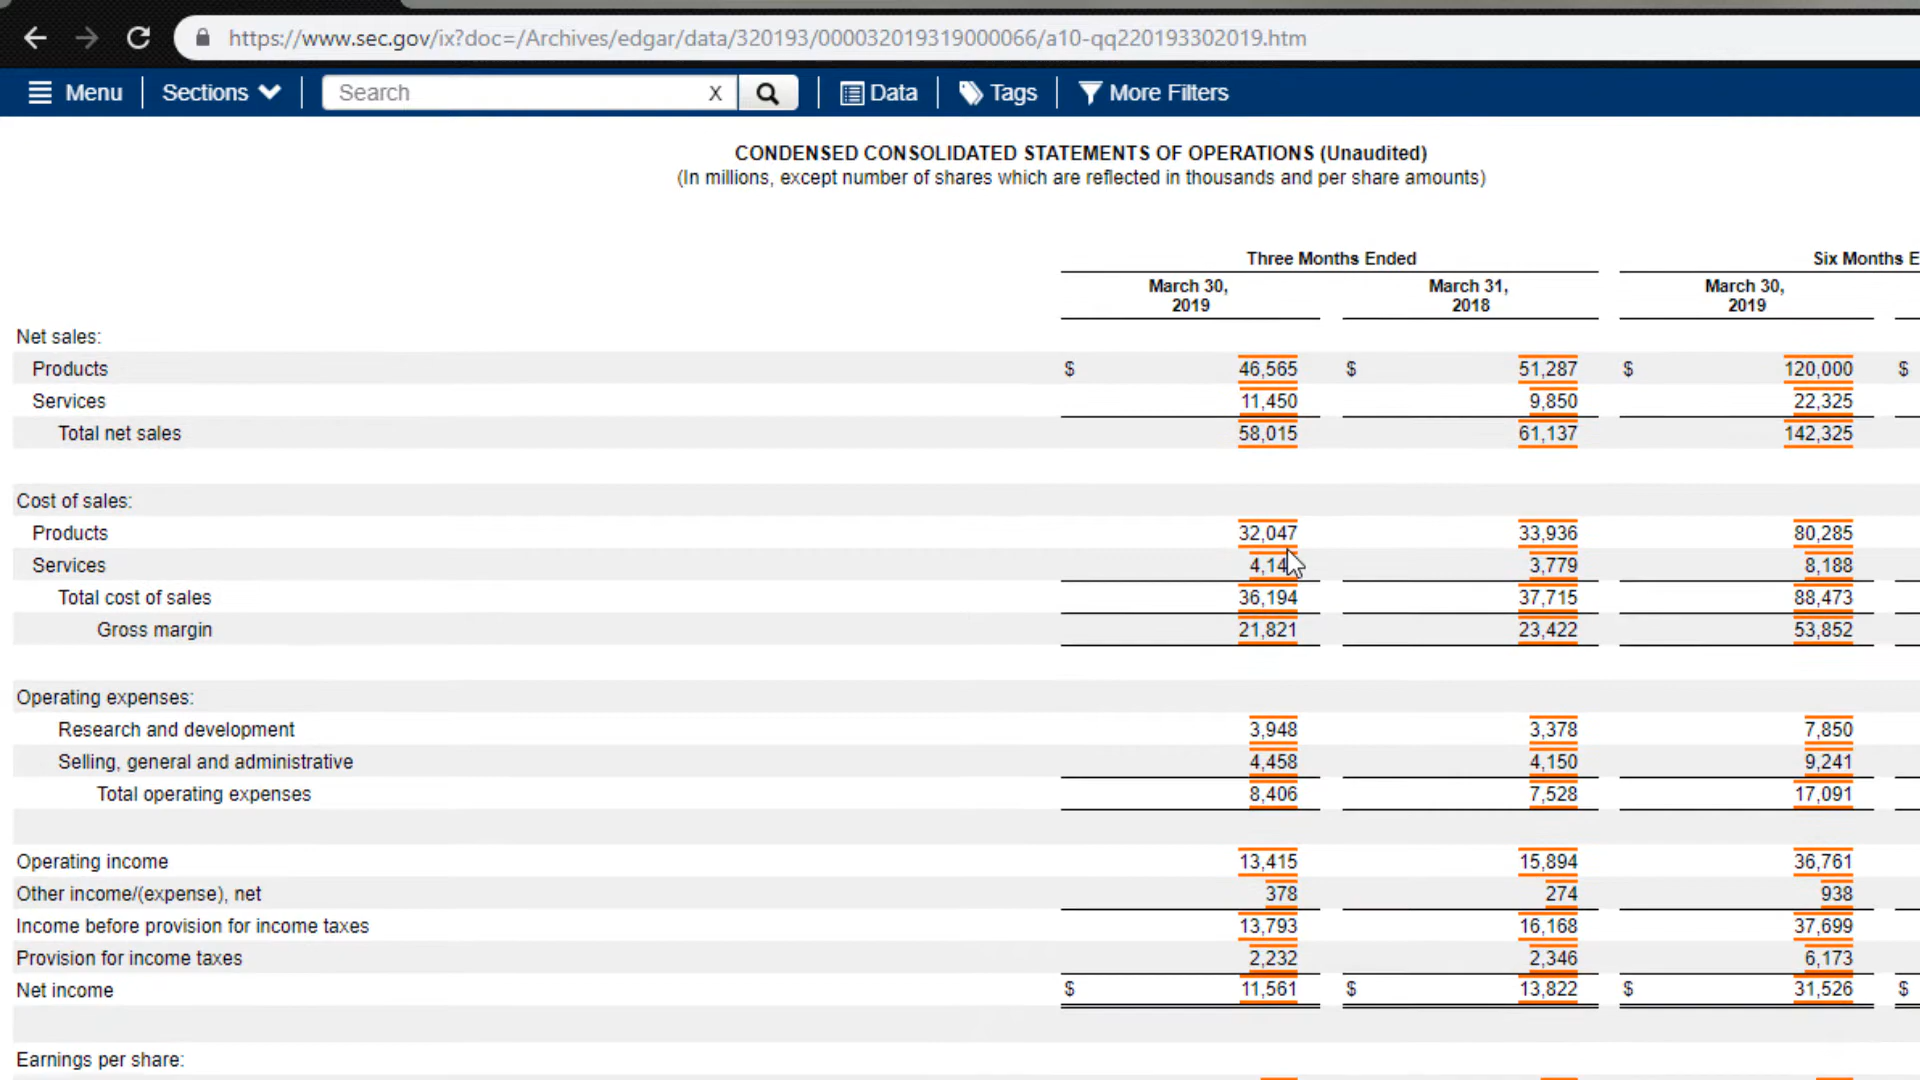 https://www.sec.gov/ix?doc=/Archives/edgar/data/320193/000032019319000066/a10-qq220193302019.htm
Menu Sections Search X Data Tags More Filters
CONDENSED CONSOLIDATED STATEMENTS OF OPERATIONS (Unaudited)
(In millions, except number of shares which are reflected in thousands and per share amounts)
Three Months Ended Six Months
March 30, 2019 March 31, 2018 March 30, 2019
Net sales:
Products $ 46,565 $ 51,287 $ 120,000 $
Services 11,450 9,850 22,325
Total net sales 58,015 61,137 142,325
Cost of sales:
Products 32,047 33,936 80,285
Services 3,779 8,188
Total cost of sales 36,194 37,715 88,473
Gross margin 21,821 23,422 53,852
Operating expenses:
Research and development 3,948 3,378 7,850
Selling, general and administrative 4,458 4,150 9,241
Total operating expenses 8,406 7,528 17,091
Operating income 13,415 15,894 36,761
Other income/(expense), net 378 274 938
Income before provision for income taxes 13,793 16,168 37,699
Provision for income taxes 2,232 2,346 6,173
Net income $ 11,561 $ 13,822 $ 31,526 $
Earnings per share: